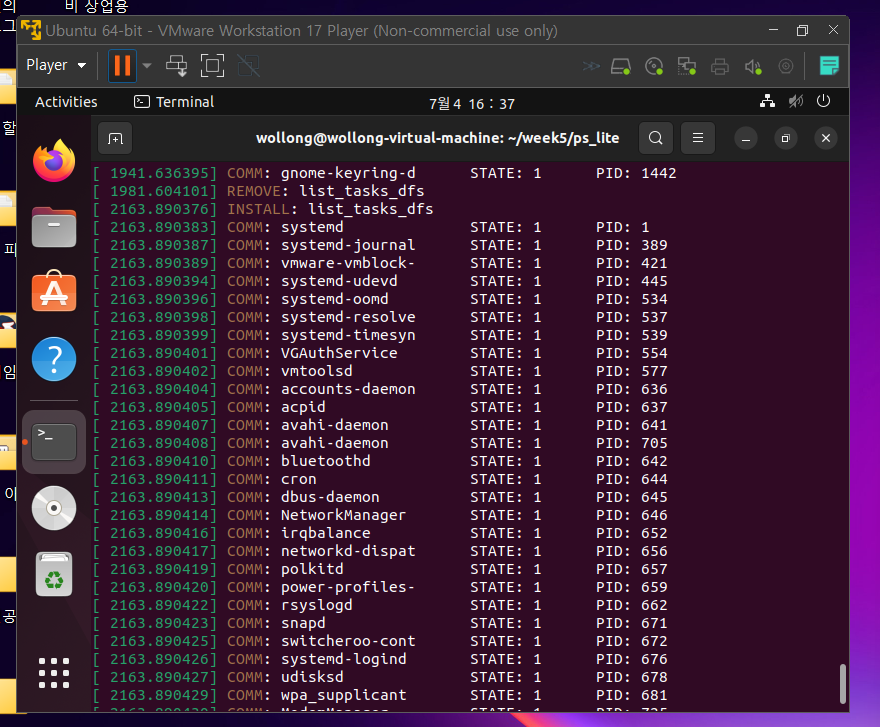 의
비 상업용
그
Ubuntu 64-bit - VMware Workstation 17 Player (Non-commercial use only)
Player
Activities
Terminal
7월 4 16 : 37
할
wollong@wollong-virtual-machine: ~/week5/ps_lite
[ 1941.636395] COMM: gnome-keyring-d STATE: 1 PID: 1442
[ 1981.604101] REMOVE: list_tasks_dfs
[ 2163.890376] INSTALL: list_tasks_dfs
[ 2163.890383] COMM: systemd STATE: 1 PID: 1
[ 2163.890387] COMM: systemd-journal STATE: 1 PID: 389
[ 2163.890389] COMM: vmware-vmblock- STATE: 1 PID: 421
[ 2163.890394] COMM: systemd-udevd STATE: 1 PID: 445
[ 2163.890396] COMM: systemd-oomd STATE: 1 PID: 534
[ 2163.890398] COMM: systemd-resolve STATE: 1 PID: 537
[ 2163.890399] COMM: systemd-timesyn STATE: 1 PID: 539
[ 2163.890401] COMM: VGAuthService STATE: 1 PID: 554
[ 2163.890402] COMM: vmtoolsd STATE: 1 PID: 577
[ 2163.890404] COMM: accounts-daemon STATE: 1 PID: 636
[ 2163.890405] COMM: acpid STATE: 1 PID: 637
[ 2163.890407] COMM: avahi-daemon STATE: 1 PID: 641
[ 2163.890408] COMM: avahi-daemon STATE: 1 PID: 705
[ 2163.890410] COMM: bluetoothd STATE: 1 PID: 642
[ 2163.890411] COMM: cron STATE: 1 PID: 644
[ 2163.890413] COMM: dbus-daemon STATE: 1 PID: 645
[ 2163.890414] COMM: NetworkManager STATE: 1 PID: 646
[ 2163.890416] COMM: irqbalance STATE: 1 PID: 652
[ 2163.890417] COMM: networkd-dispat STATE: 1 PID: 656
[ 2163.890419] COMM: polkitd STATE: 1 PID: 657
[ 2163.890420] COMM: power-profiles- STATE: 1 PID: 659
[ 2163.890422] COMM: rsyslogd STATE: 1 PID: 662
[ 2163.890423] COMM: snapd STATE: 1 PID: 671
[ 2163.890425] COMM: switcheroo-cont STATE: 1 PID: 672
[ 2163.890426] COMM: systemd-logind STATE: 1 PID: 676
[ 2163.890427] COMM: udisksd STATE: 1 PID: 678
[ 2163.890429] COMM: wpa_supplicant STATE: 1 PID: 681
피
임
이
공